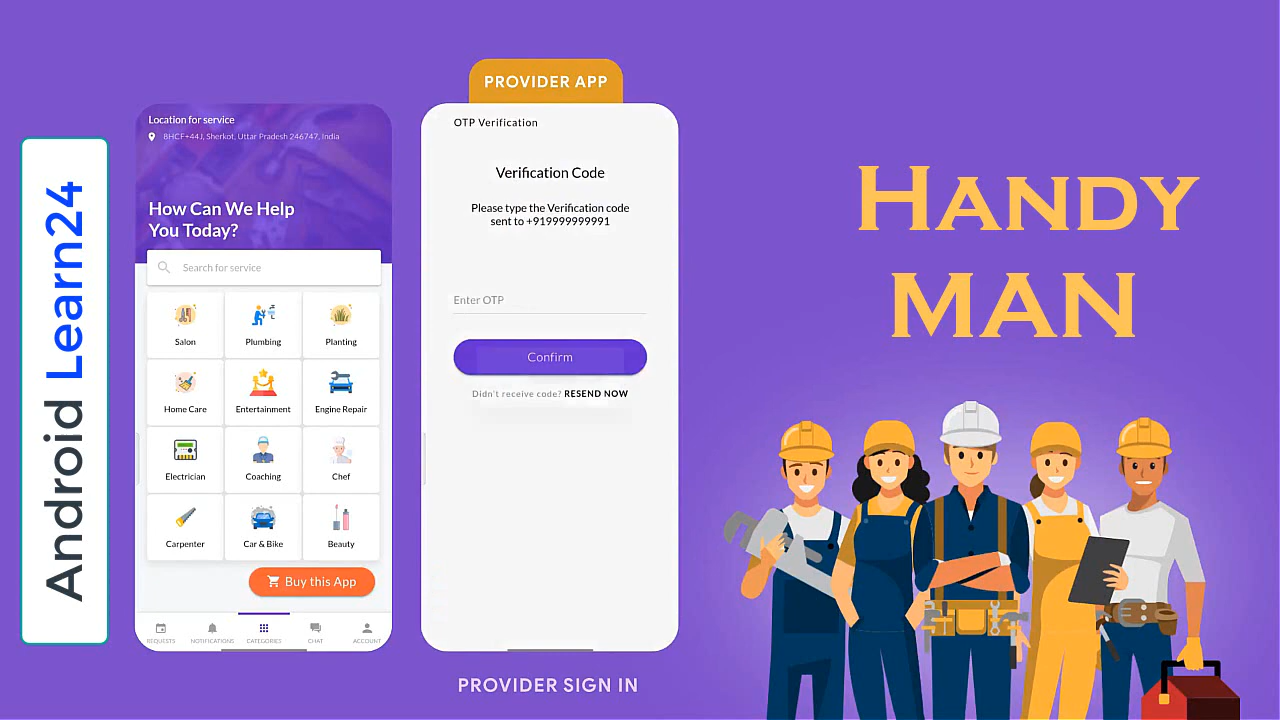 Android Learn24
Location for service
8HCF+44J, Sherkot, Uttar Pradesh 246747, India
How Can We Help
You Today?
Search for service
Salon
Plumbing
Planting
Home Care
Entertainment
Engine Repair
Electrician
Coaching
Chef
Carpenter
Car & Bike
Beauty
Buy this App
REQUESTS
NOTIFICATIONS
CATEGORIES
CHAT
ACCOUNT
PROVIDER APP
OTP Verification
Verification Code
Please type the Verification code
sent to +919999999991
Enter OTP
Confirm
Didn't receive code? RESEND NOW
PROVIDER SIGN IN
HANDY
MAN